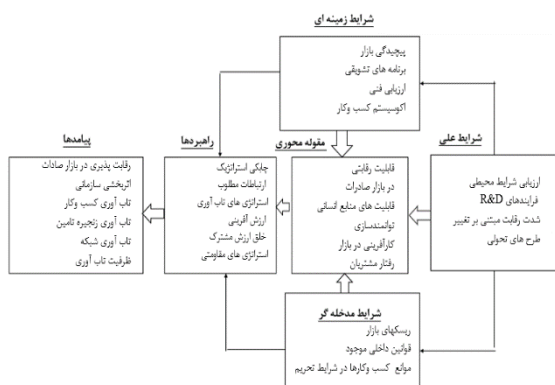 شرایط زمینه ای
پیچیدگی بازار
برنامه های تشویقی
ارزیابی فنی
اکوسیستم کسب وکار
شرایط علی
ارزیابی شرایط محیطی
فرایندهای R&D
شدت رقابت مبتنی بر تغییر
طرح های تحولی
مقوله محوری
قابلیت رقابتی
در بازار صادرات
قابلیت های منابع انسانی
توانمندسازی
کارآفرینی در بازار
رفتار مشتریان
راهبردها
چابکی استراتژیک
ارتباطات مطلوب
استراتژی های تاب آوری
ارزش آفرینی
خلق ارزش مشترک
استراتژی های مقاومتی
پیامدها
رقابت پذیری در بازار صادات
اثربخشی سازمانی
تاب آوری کسب وکار
تاب آوری زنجیره تامین
تاب آوری شبکه
ظرفیت تاب آوری
شرایط مدخله گر
ریسکهای بازار
قوانین داخلی موجود
موانع کسب وکارها در شرایط تحریم